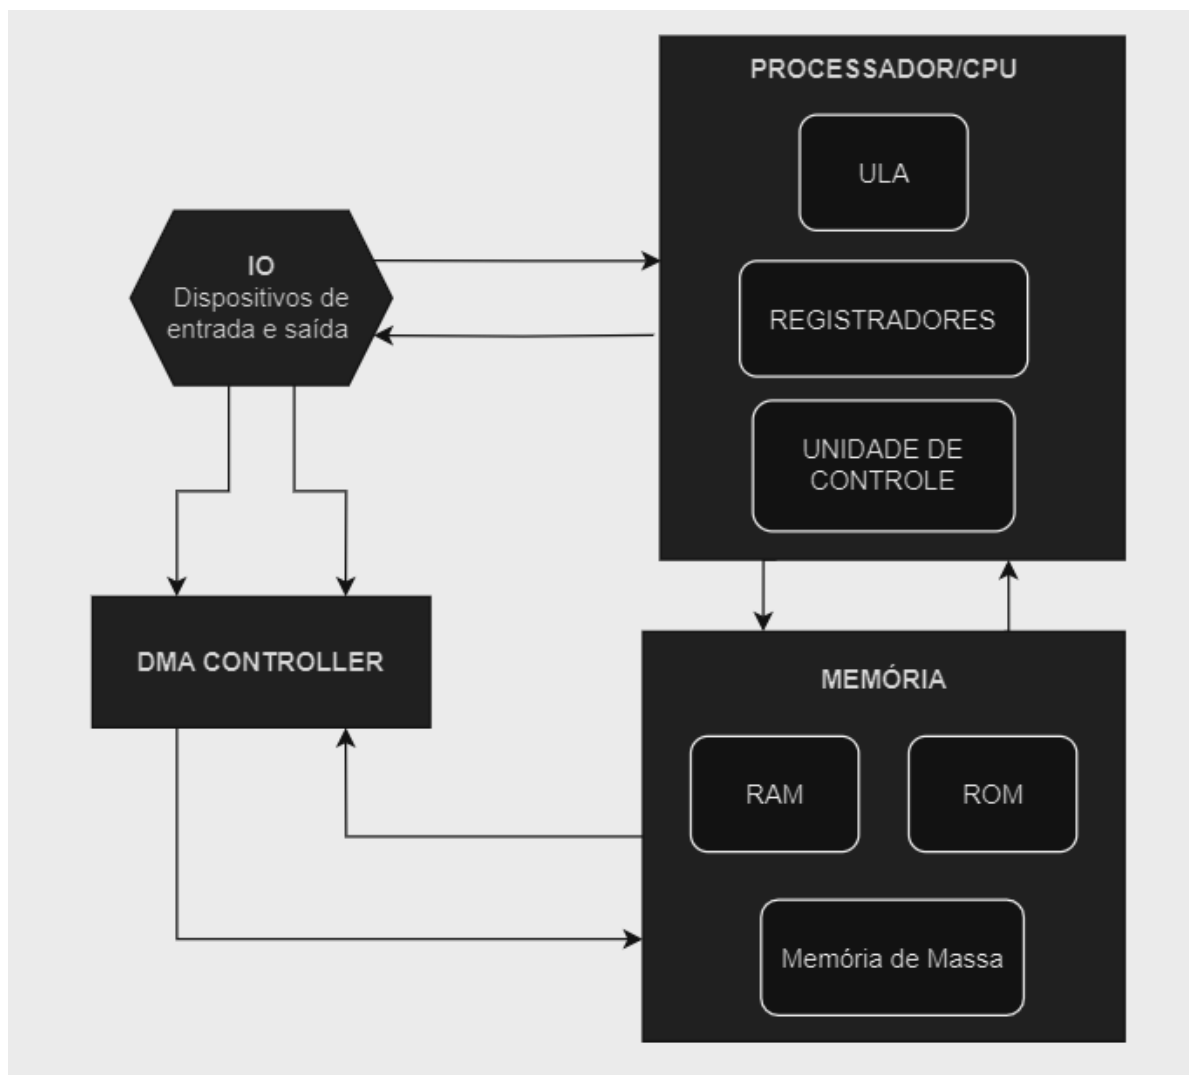 PROCESSADOR/CPU
ULA
IO
Dispositivos de
entrada e saída
REGISTRADORES
UNIDADE DE
CONTROLE
DMA CONTROLLER
MEMÓRIA
RAM
ROM
Memória de Massa